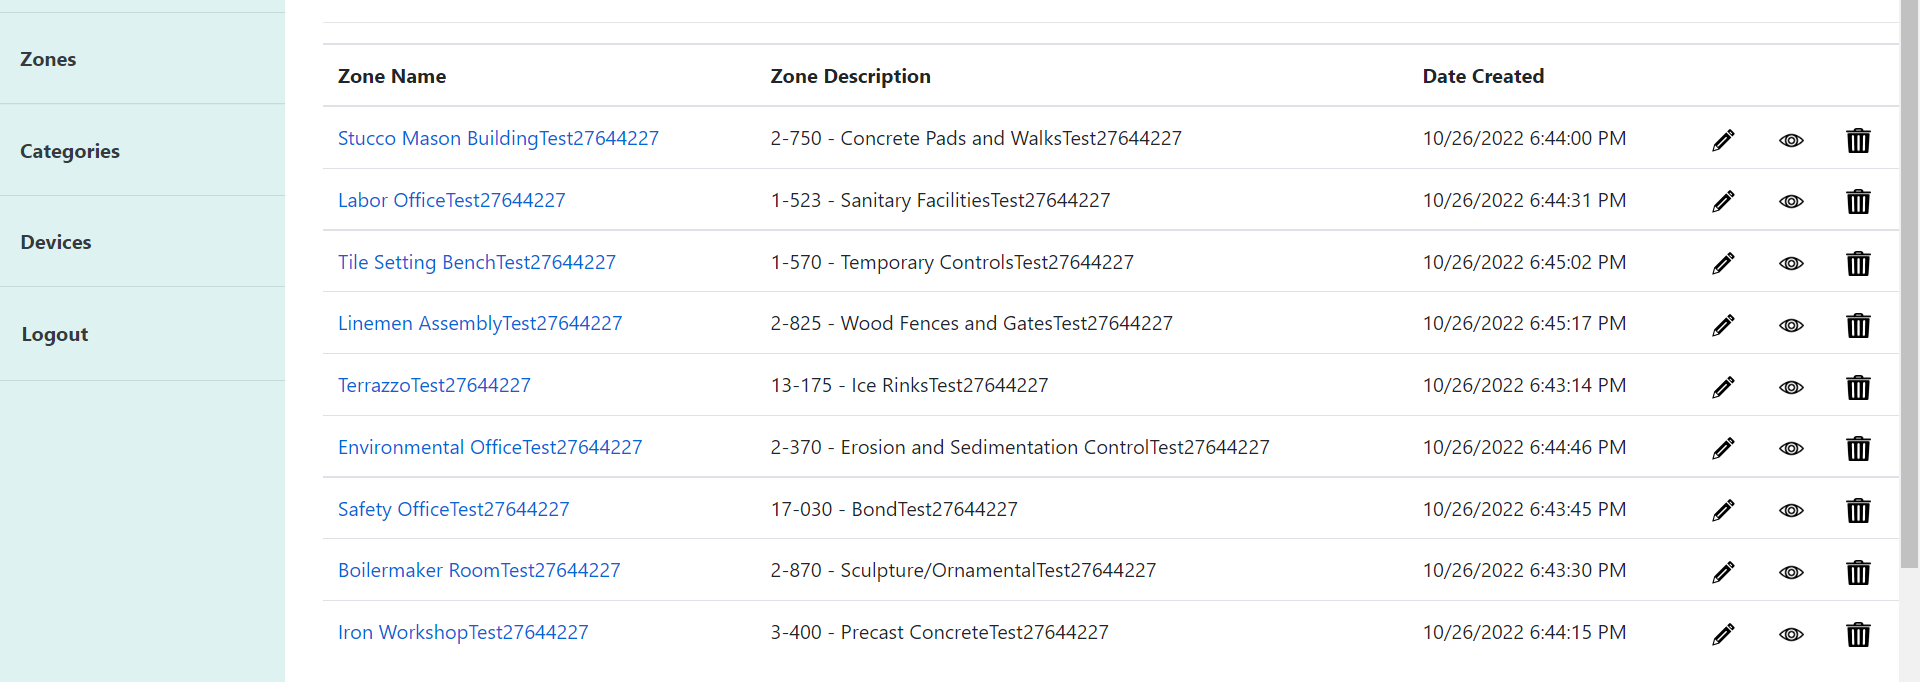 Zones
Categories
Devices
Logout
Zone Name Zone Description Date Created
Stucco Mason BuildingTest27644227 2-750 - Concrete Pads and WalksTest27644227 10/26/2022 6:44:00 PM
Labor OfficeTest27644227 1-523 - Sanitary FacilitiesTest27644227 10/26/2022 6:44:31 PM
Tile Setting BenchTest27644227 1-570 - Temporary ControlsTest27644227 10/26/2022 6:45:02 PM
Linemen AssemblyTest27644227 2-825 - Wood Fences and GatesTest27644227 10/26/2022 6:45:17 PM
TerrazzoTest27644227 13-175 - Ice RinksTest27644227 10/26/2022 6:43:14 PM
Environmental OfficeTest27644227 2-370 - Erosion and Sedimentation ControlTest27644227 10/26/2022 6:44:46 PM
Safety OfficeTest27644227 17-030 - BondTest27644227 10/26/2022 6:43:45 PM
Boilermaker RoomTest27644227 2-870 - Sculpture/OrnamentalTest27644227 10/26/2022 6:43:30 PM
Iron WorkshopTest27644227 3-400 - Precast ConcreteTest27644227 10/26/2022 6:44:15 PM